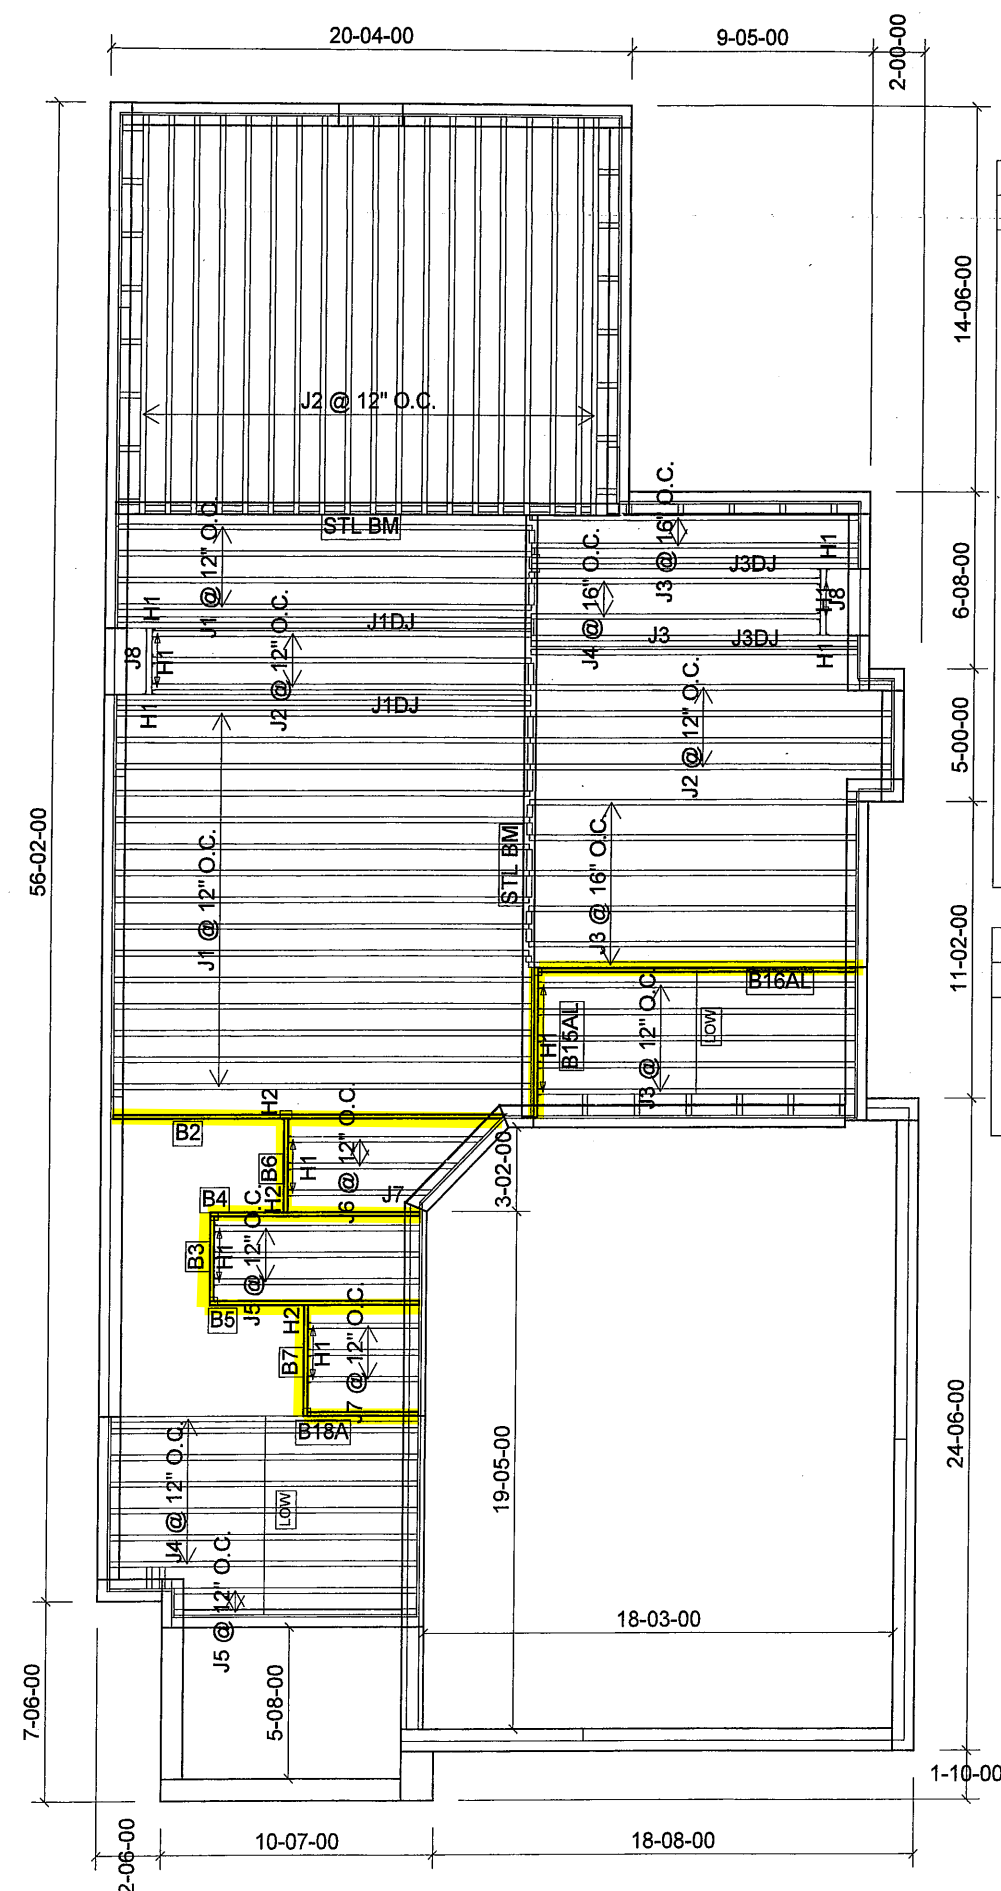 20-04-00
9-05-00
2-00-00
56-02-00
14-06-00
J2 @ 12" O.C.
STL BM
J1 @ 12" O.C.
J3 @ 16" O.C.
J4 @ 16" O.C.
J3DJ
H1
H1
J8
6-08-00
H1
J8
H1
J1DJ
J2 @ 12" O.C.
J3
J3DJ
H1
H1
J1DJ
J2 @ 12" O.C.
5-00-00
J1 @ 12" O.C.
STL BM
J3 @ 16" O.C.
11-02-00
B16AL
H1
B15AL
J3 @ 12" O.C.
LOW
B2
H2
B6
H1
J6 @ 12" O.C.
3-02-00
H2
J7
B4
B3
H1
J5 @ 12" O.C.
B5
H2
B7
H1
J7 @ 12" O.C.
B18A
J4 @ 12" O.C.
LOW
19-05-00
24-06-00
J5 @ 12" O.C.
18-03-00
7-06-00
5-08-00
1-10-00
2-06-00
10-07-00
18-08-00